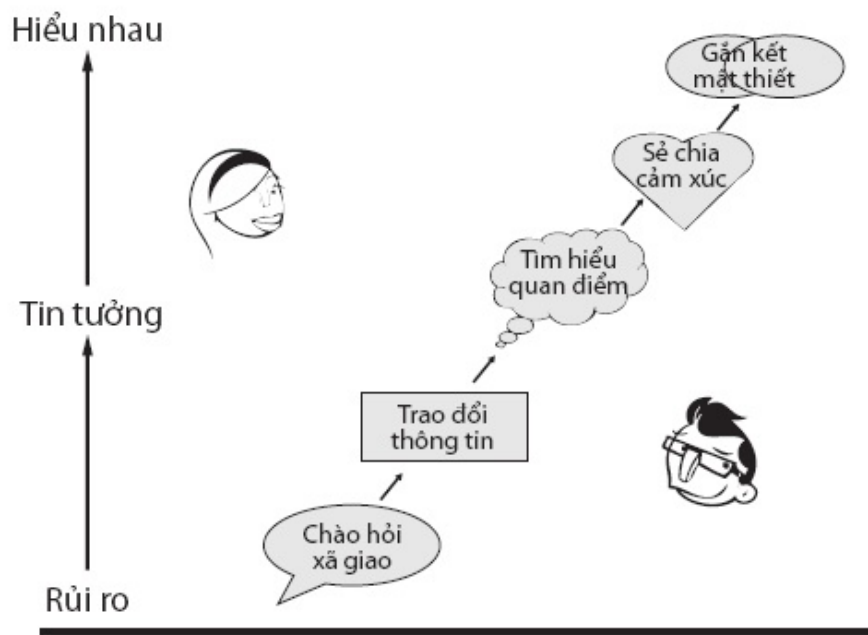 Hiểu nhau
Gắn kết
mật thiết
Sẻ chia
cảm xúc
Tìm hiểu
quan điểm
Tin tưởng
Trao đổi
thông tin
Chào hỏi
xã giao
Rủi ro